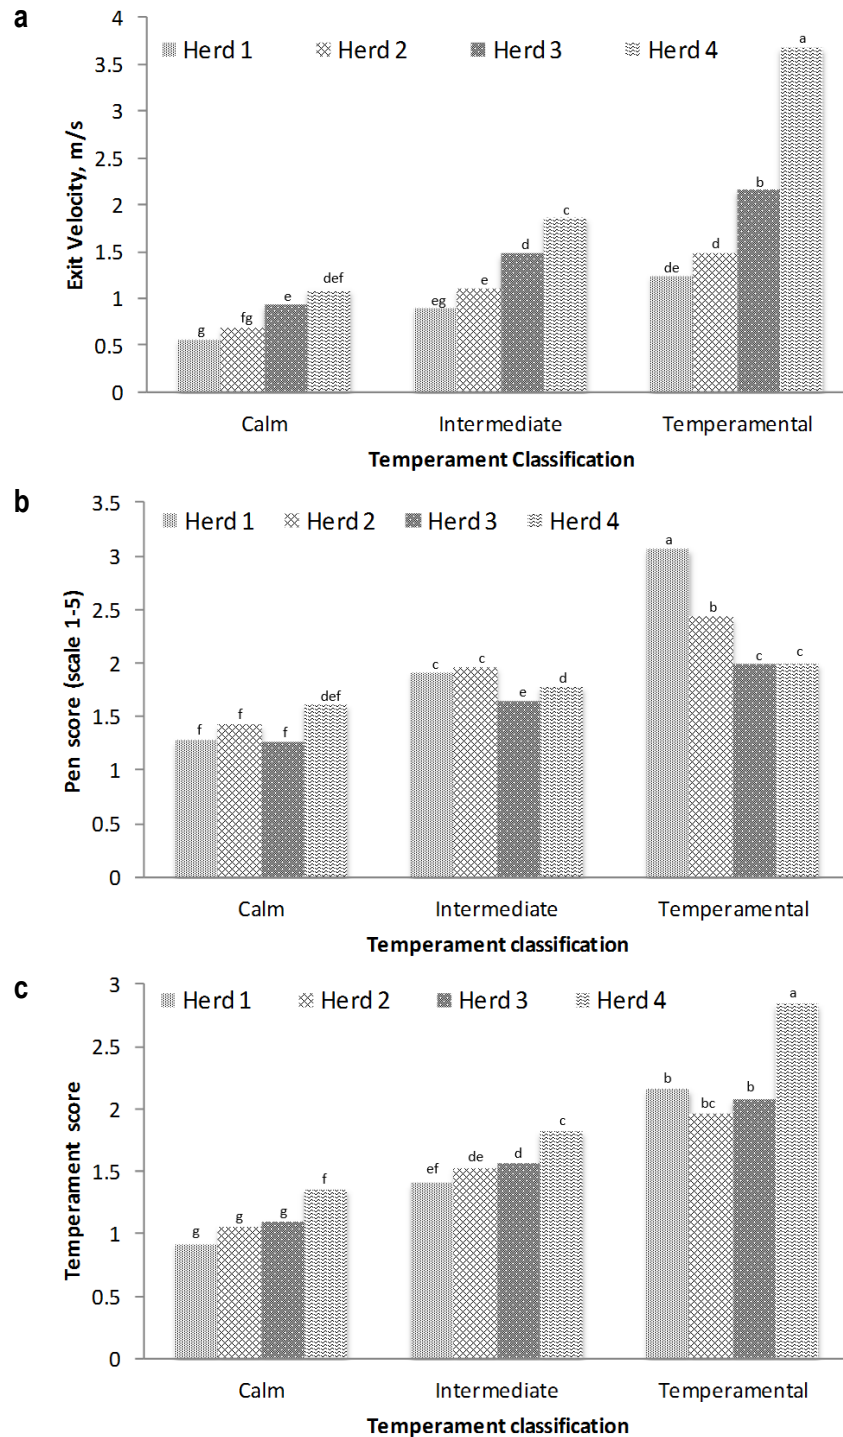 a
4
Herd 1 Herd 2 Herd 3 Herd 4
a
3.5
3
2.5
b
2
c
d d
1.5
de
def e
e eg
1
fg
g
0.5
0
Exit Velocity, m/s
Calm Intermediate Temperamental
Temperament Classification
b
3.5
Herd 1 Herd 2 Herd 3 Herd 4
a
3
2.5
b
c c c c
2
def e d
f f f
1.5
1
0.5
0
Pen score (scale 1-5)
Calm Intermediate Temperamental
Temperament classification
c
3
Herd 1 Herd 2 Herd 3 Herd 4
a
2.5
b bc b
2
c
ef de d
1.5
f
g g g
1
0.5
0
Temperament score
Calm Intermediate Temperamental
Temperament classification